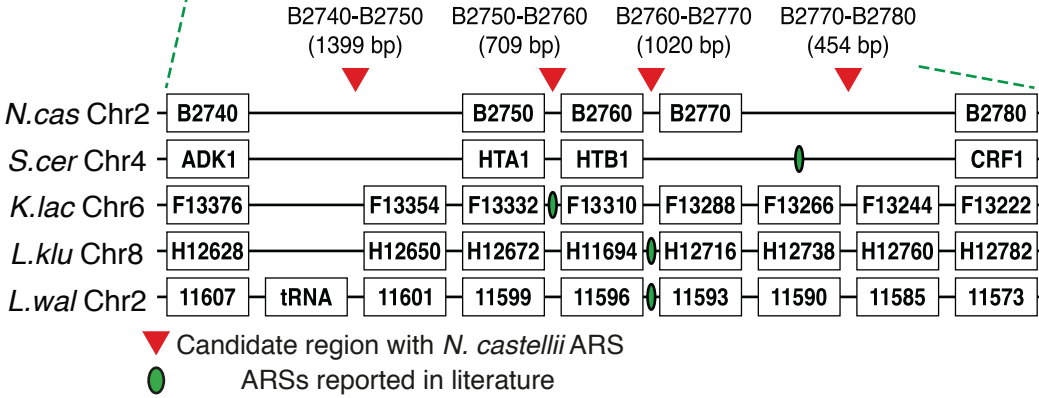 B2740-B2750 B2750-B2760 B2760-B2770 B2770-B2780
(1399 bp) (709 bp) (1020 bp) (454 bp)
N.cas Chr2 B2740 B2750 B2760 B2770 B2780
S.cer Chr4 ADK1 HTA1 HTB1 CRF1
K.lac Chr6 F13376 F13354 F13332 F13310 F13288 F13266 F13244 F13222
L.klu Chr8 H12628 H12650 H12672 H11694 H12716 H12738 H12760 H12782
L.wal Chr2 11607 tRNA 11601 11599 11596 11593 11590 11585 11573
Candidate region with N. castellii ARS
ARSs reported in literature